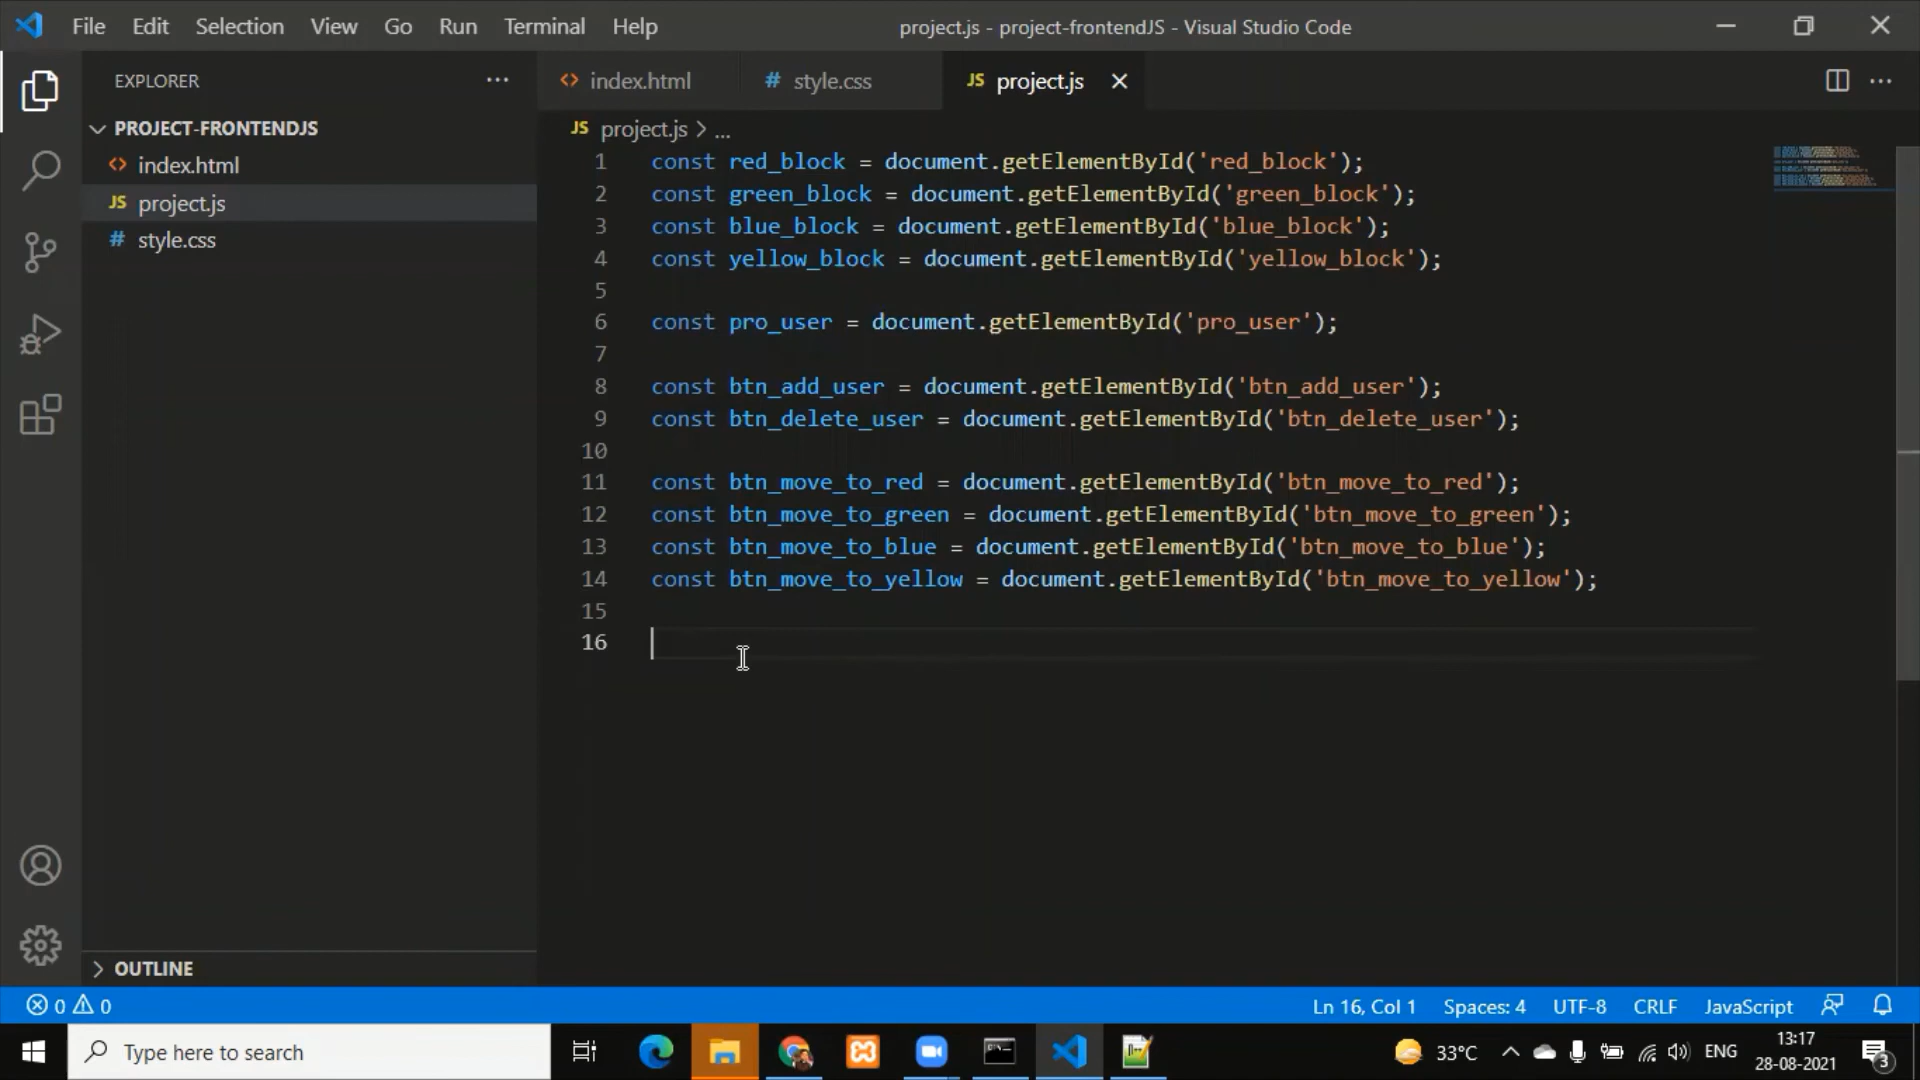 File Edit Selection View Go Run Terminal Help project.js - project-frontendJS - Visual Studio Code
EXPLORER
PROJECT-FRONTENDJS
<> index.html
JS project.js
# style.css
OUTLINE
<> index.html # style.css JS project.js
JS project.js > ...
1 const red_block = document.getElementById('red_block');
2 const green_block = document.getElementById('green_block');
3 const blue_block = document.getElementById('blue_block');
4 const yellow_block = document.getElementById('yellow_block');
5
6 const pro_user = document.getElementById('pro_user');
7
8 const btn_add_user = document.getElementById('btn_add_user');
9 const btn_delete_user = document.getElementById('btn_delete_user');
10
11 const btn_move_to_red = document.getElementById('btn_move_to_red');
12 const btn_move_to_green = document.getElementById('btn_move_to_green');
13 const btn_move_to_blue = document.getElementById('btn_move_to_blue');
14 const btn_move_to_yellow = document.getElementById('btn_move_to_yellow');
15
16
0 0 Ln 16, Col 1 Spaces: 4 UTF-8 CRLF JavaScript
Type here to search 33°C ENG 13:17
28-08-2021 3